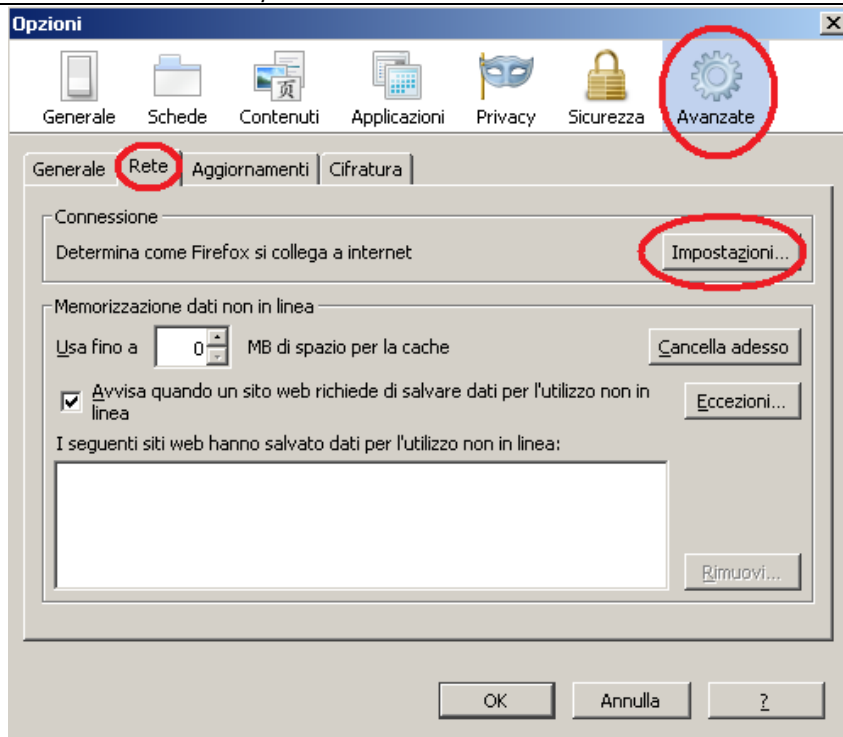 Opzioni
Generale Schede Contenuti Applicazioni Privacy Sicurezza Avanzate
页
Generale Rete Aggiornamenti Cifratura
Connessione
Determina come Firefox si collega a internet Impostazioni...
Memorizzazione dati non in linea
Usa fino a 0 MB di spazio per la cache Cancella adesso
Avvisa quando un sito web richiede di salvare dati per l'utilizzo non in
linea
Eccezioni...
I seguenti siti web hanno salvato dati per l'utilizzo non in linea:
Rimuovi...
OK Annulla ?